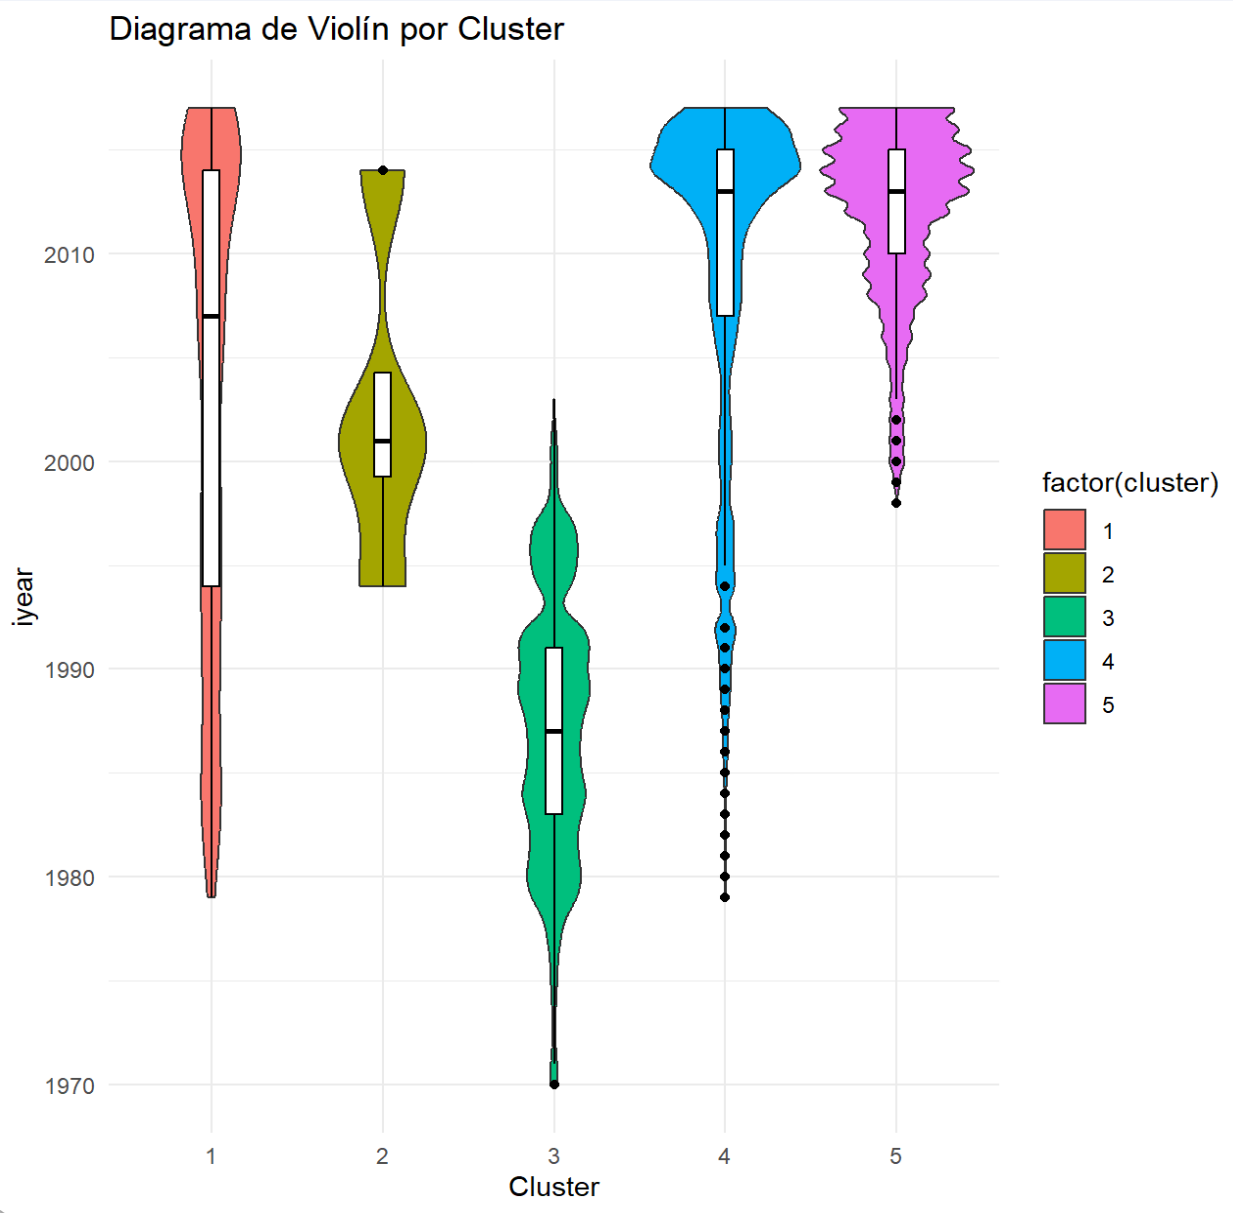 Diagrama de Violín por Cluster
iyear
2010
2000
1990
1980
1970
1 2 3 4 5
Cluster
factor(cluster)
1
2
3
4
5